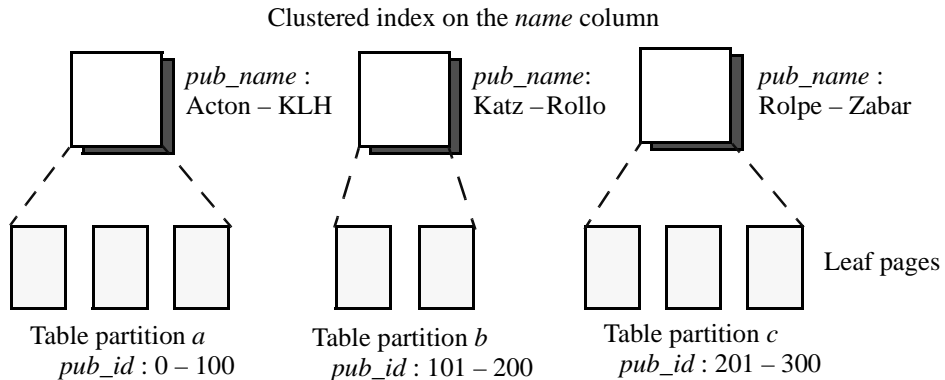 Clustered index on the name column
pub_name :
Acton – KLH
pub_name:
Katz –Rollo
pub_name :
Rolpe – Zabar
Leaf pages
Table partition a
pub_id : 0 – 100
Table partition b
pub_id : 101 – 200
Table partition c
pub_id : 201 – 300